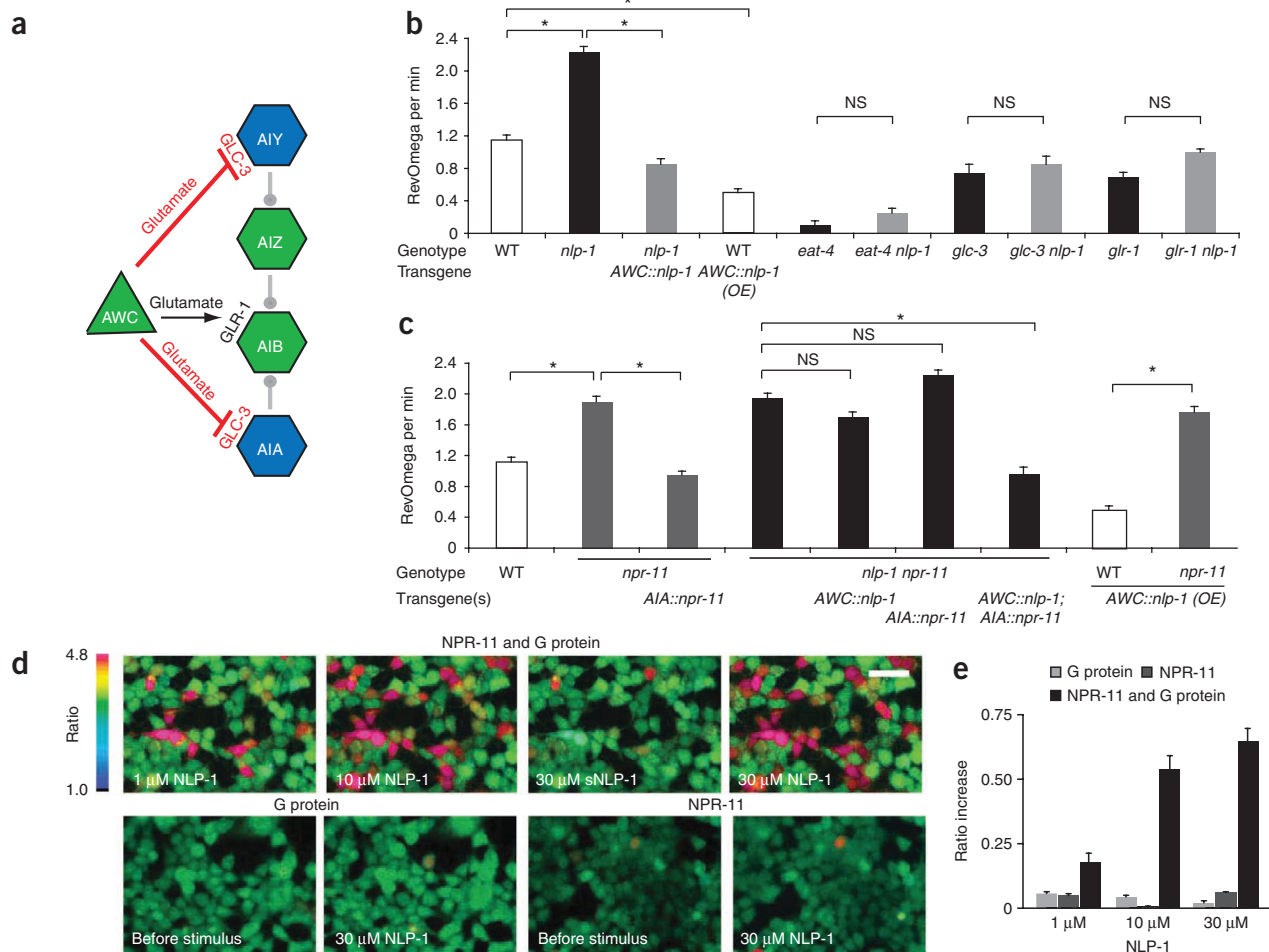 a
AIY
GLC-3
Glutamate
AIZ
AWC
Glutamate
GLR-1
AIB
Glutamate
GLC-3
AIA
b
RevOmega per min
2.4
2.0
1.6
1.2
0.8
0.4
0
*
*
*
NS
NS
NS
Genotype WT nlp-1 nlp-1 WT eat-4 eat-4 nlp-1 glc-3 glc-3 nlp-1 glr-1 glr-1 nlp-1
Transgene AWC::nlp-1 AWC::nlp-1
(OE)
c
RevOmega per min
2.4
2.0
1.6
1.2
0.8
0.4
0
*
*
*
NS
NS
*
Genotype WT npr-11 nlp-1 npr-11 WT npr-11
Transgene(s) AIA::npr-11 AWC::nlp-1 AIA::npr-11 AWC::nlp-1; AIA::npr-11 AWC::nlp-1 (OE)
d
NPR-11 and G protein
4.8
Ratio
1.0
1 μM NLP-1
10 μM NLP-1
30 μM sNLP-1
30 μM NLP-1
G protein NPR-11
Before stimulus
30 μM NLP-1
Before stimulus
30 μM NLP-1
e
G protein NPR-11
NPR-11 and G protein
Ratio increase
0.75
0.50
0.25
0
1 μM 10 μM 30 μM
NLP-1